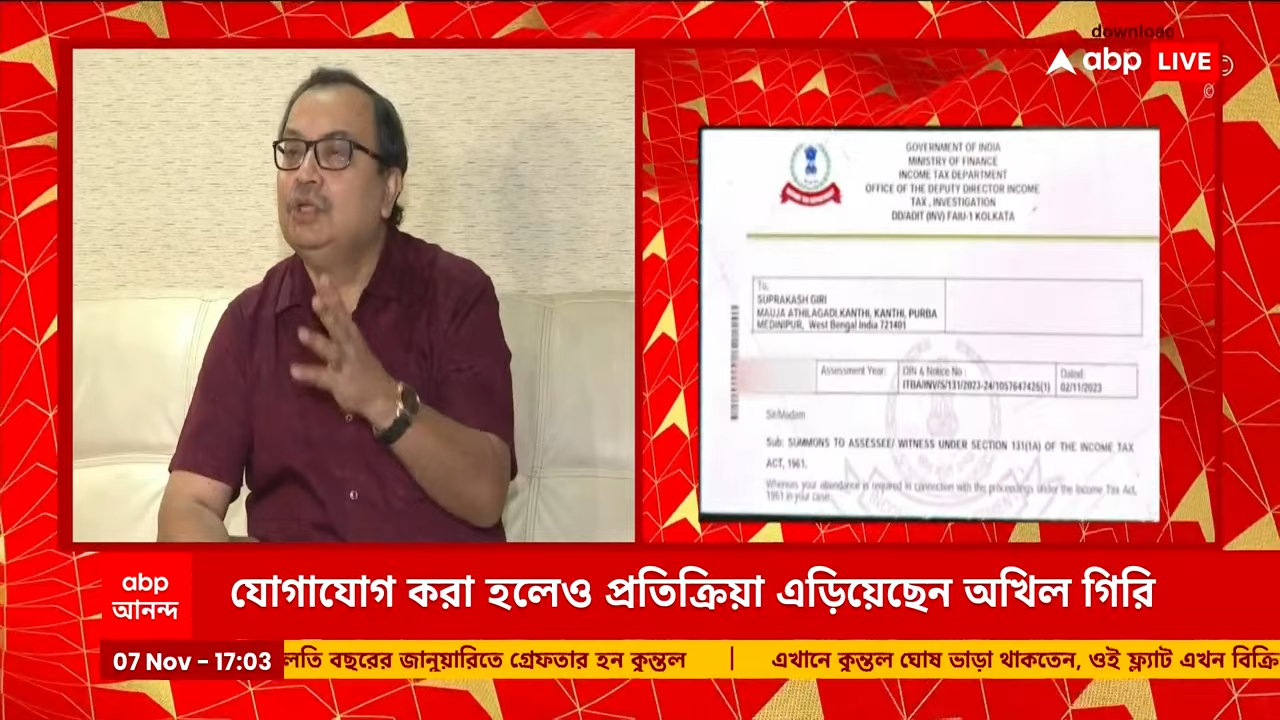 download
abp LIVE
©
©
GOVERNMENT OF INDIA
MINISTRY OF FINANCE
INCOME TAX DEPARTMENT
OFFICE OF THE DEPUTY DIRECTOR INCOME
TAX , INVESTIGATION
DD/ADIT (INV) FAIU-1 KOLKATA
To,
SUPRAKASH GIRI
MAUJA ATHILAGADI,KANTHI, KANTHI, PURBA
MEDINIPUR, West Bengal India 721401
Assessment Year:
DIN & Notice No :
ITBA/INV/S/131/2023-24/1057647425(1)
Dated:
02/11/2023
Sir/Madam
Sub: SUMMONS TO ASSESSEE/ WITNESS UNDER SECTION 131(1A) OF THE INCOME TAX
ACT, 1961.
Whereas your attendance is required in connection with the proceedings under the Income Tax Act,
1961 in your case
abp
আনন্দ
যোগাযোগ করা হলেও প্রতিক্রিয়া এড়িয়েছেন অখিল গিরি
07 Nov - 17:03
লতি বছরের জানুয়ারিতে গ্রেফতার হন কুন্তল | এখানে কুন্তল ঘোষ ভাড়া থাকতেন, ওই ফ্ল্যাট এখন বিক্রি